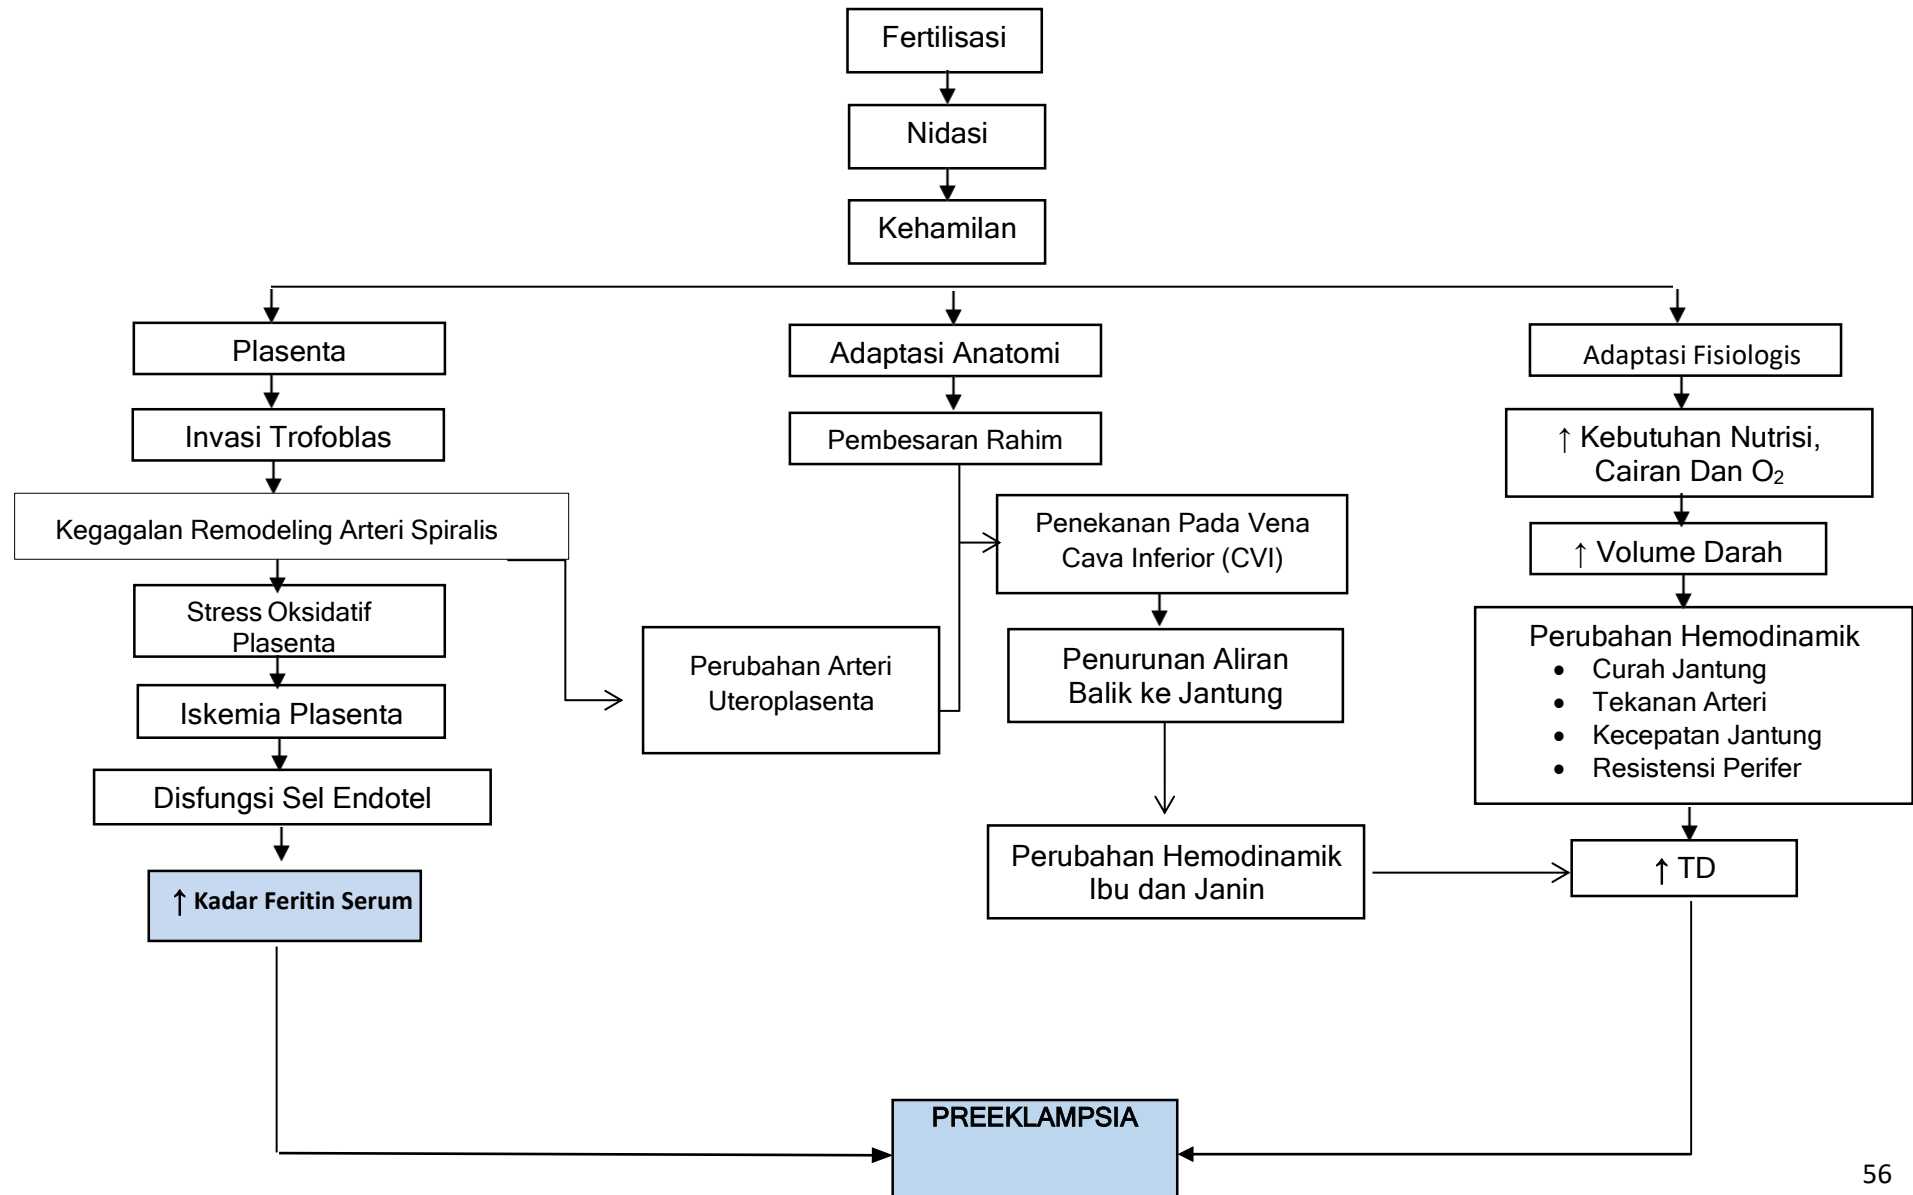 Fertilisasi
Nidasi
Kehamilan
Plasenta
Adaptasi Anatomi
Adaptasi Fisiologis
Invasi Trofoblas
Pembesaran Rahim
↑ Kebutuhan Nutrisi,
Cairan Dan O₂
Kegagalan Remodeling Arteri Spiralis
Penekanan Pada Vena
Cava Inferior (CVI)
↑ Volume Darah
Stress Oksidatif
Plasenta
Perubahan Arteri
Uteroplasenta
Penurunan Aliran
Balik ke Jantung
Perubahan Hemodinamik
• Curah Jantung
• Tekanan Arteri
• Kecepatan Jantung
• Resistensi Perifer
Iskemia Plasenta
Disfungsi Sel Endotel
Perubahan Hemodinamik
Ibu dan Janin
↑ TD
↑ Kadar Feritin Serum
PREEKLAMPSIA
56